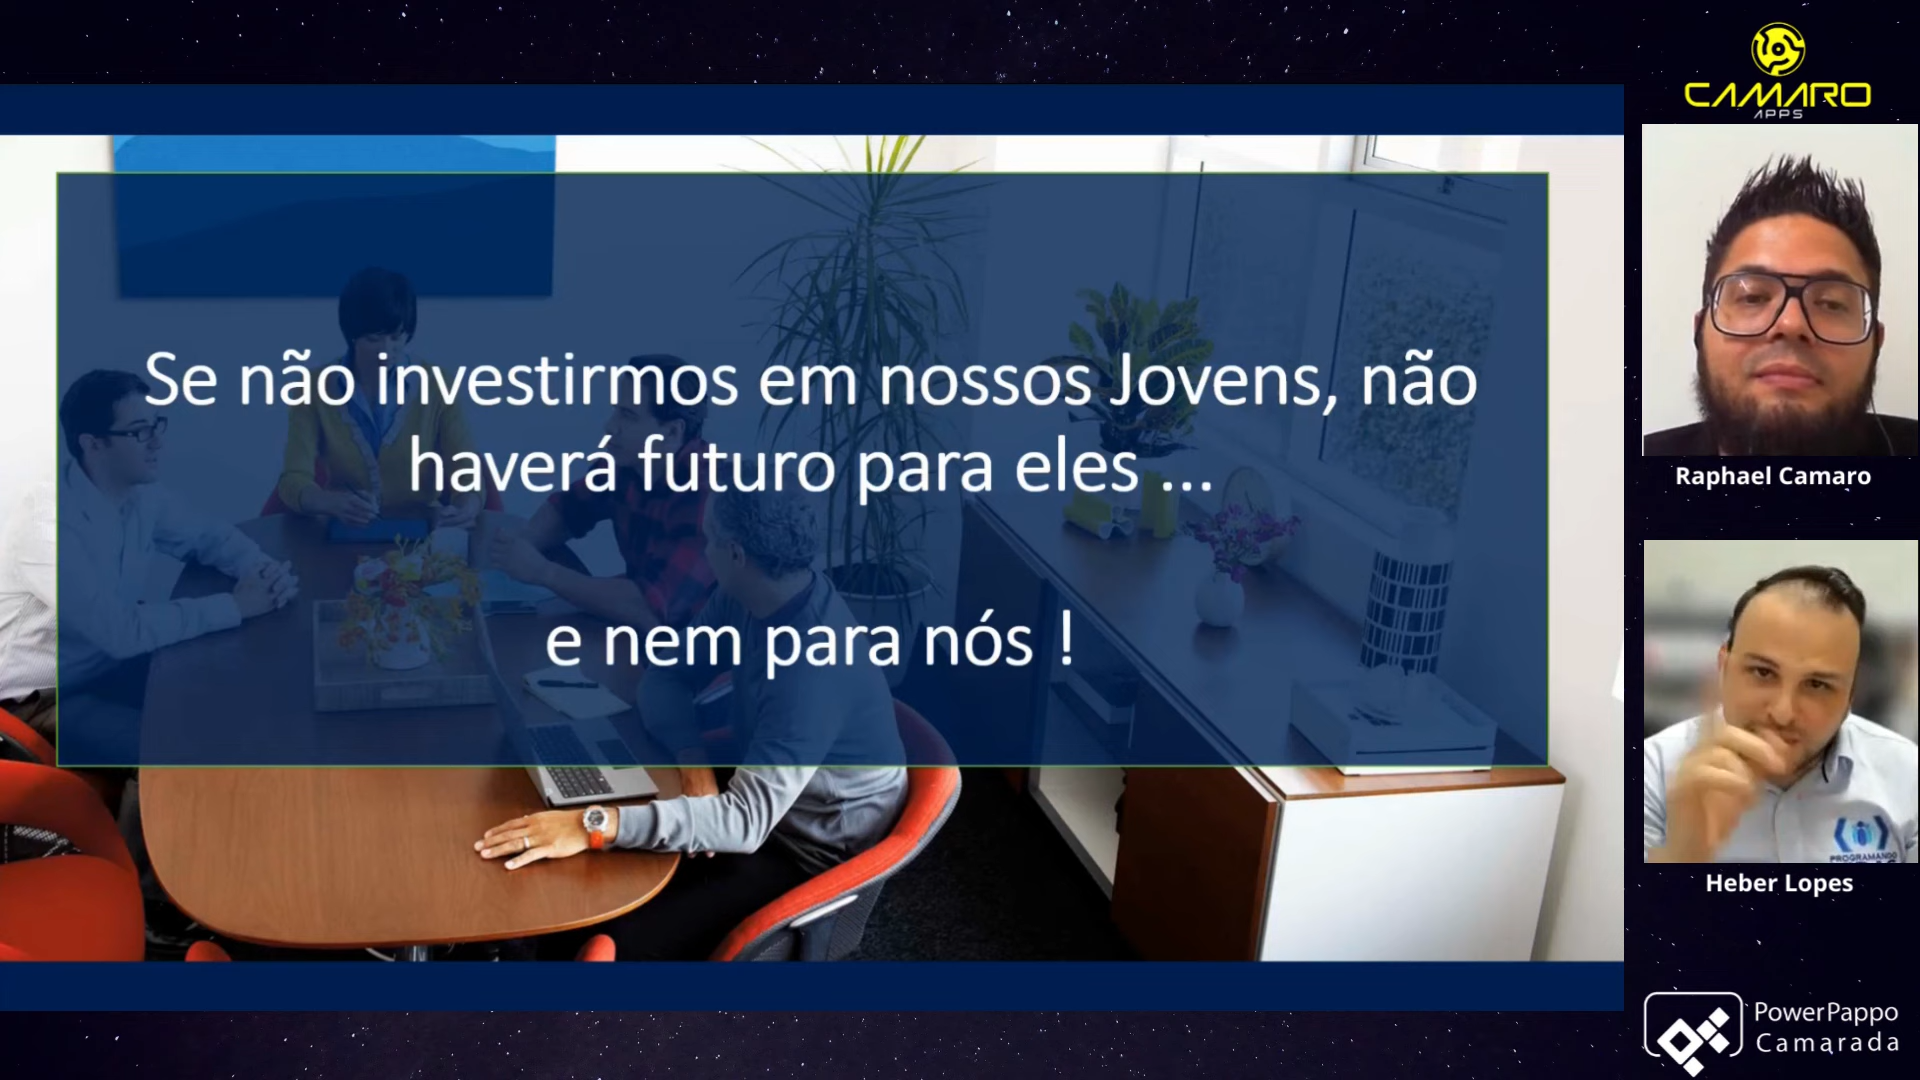 Se não investirmos em nossos Jovens, não
haverá futuro para eles ...
e nem para nós !
CAMARO
APPS
Raphael Camaro
PROGRAMANDO
Heber Lopes
PowerPappo
Camarada